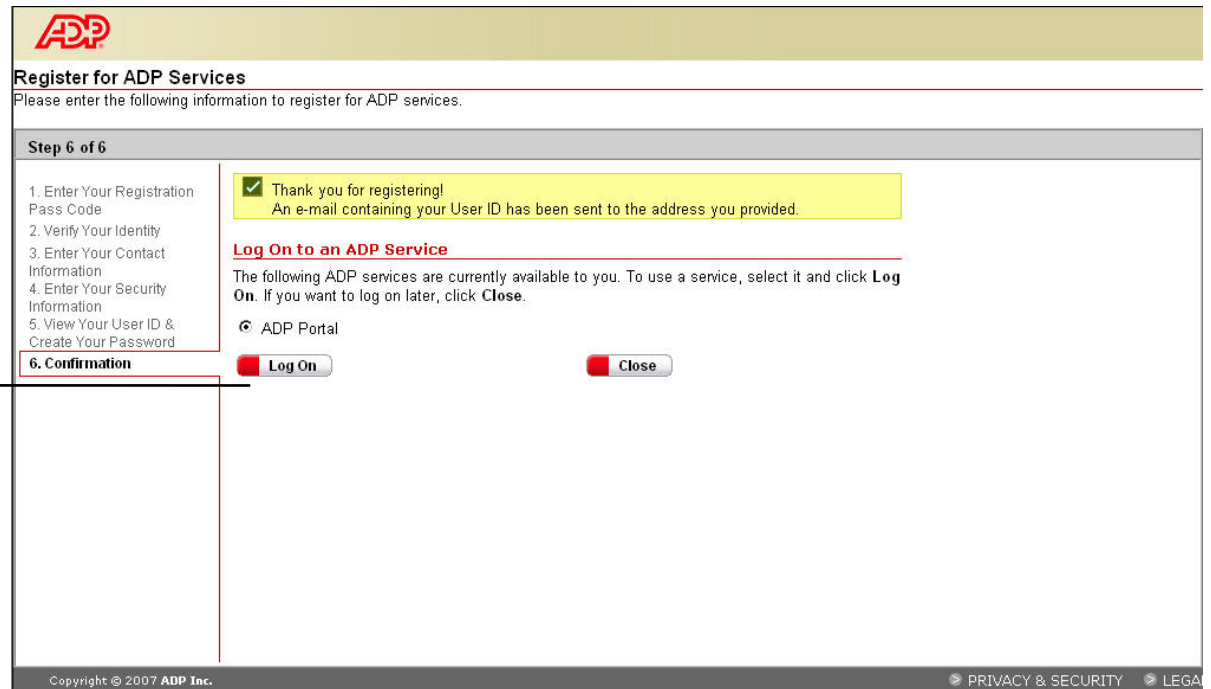 ADP
Register for ADP Services
Please enter the following information to register for ADP services.
Step 6 of 6
1. Enter Your Registration
Pass Code
2. Verify Your Identity
3. Enter Your Contact
Information
4. Enter Your Security
Information
5. View Your User ID &
Create Your Password
6. Confirmation
Thank you for registering!
An e-mail containing your User ID has been sent to the address you provided.
Log On to an ADP Service
The following ADP services are currently available to you. To use a service, select it and click Log
On. If you want to log on later, click Close.
ADP Portal
Log On
Close
Copyright © 2007 ADP Inc.
PRIVACY & SECURITY
LEGA